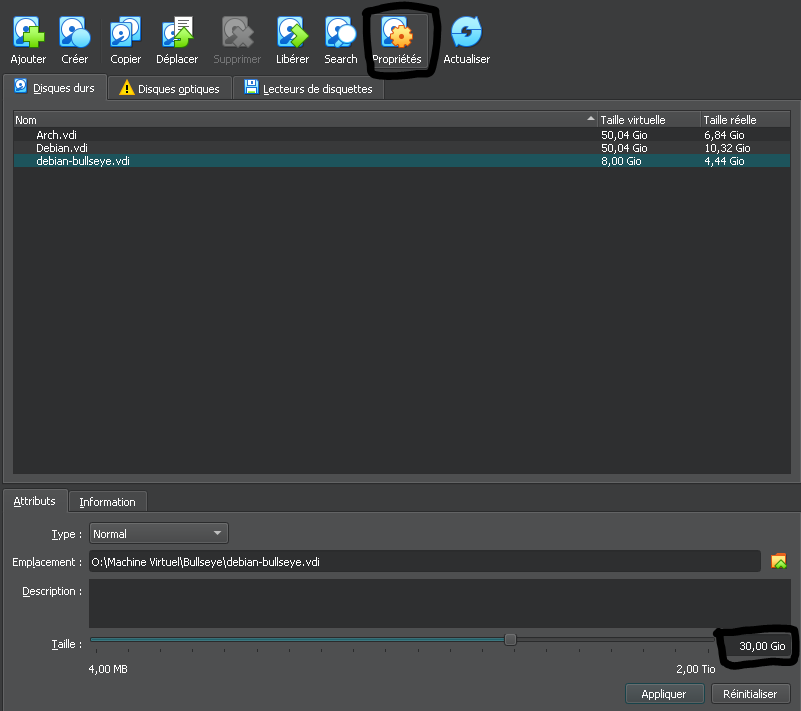 Ajouter Créer Copier Déplacer Supprimer Libérer Search Propriétés Actualiser
Disques durs Disques optiques Lecteurs de disquettes
Nom Taille virtuelle Taille réelle
Arch.vdi 50,04 Gio 6,84 Gio
Debian.vdi 50,04 Gio 10,32 Gio
debian-bullseye.vdi 8,00 Gio 4,44 Gio
Attributs Information
Type : Normal
Emplacement : O:\Machine Virtuel\Bullseye\debian-bullseye.vdi
Description :
Taille : 30,00 Gio
4,00 MB 2,00 Tio
Appliquer Réinitialiser